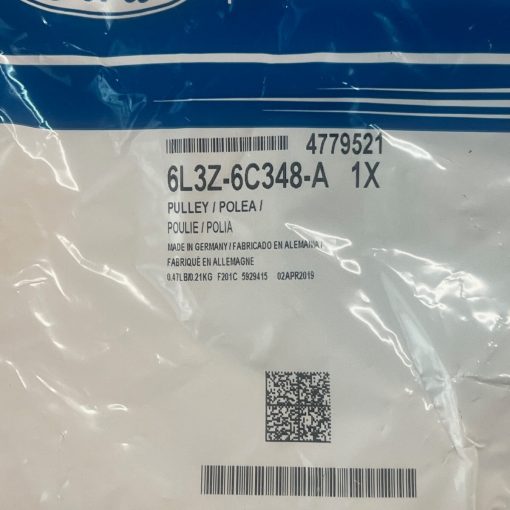 4779521
6L3Z-6C348-A 1X
PULLEY / POLEA /
POULIE / POLIA
MADE IN GERMANY / FABRICADO EN ALEMANIA /
FABRIQUÉ EN ALLEMAGNE
0.47LB/0.21KG F201C 5929415 02APR2019